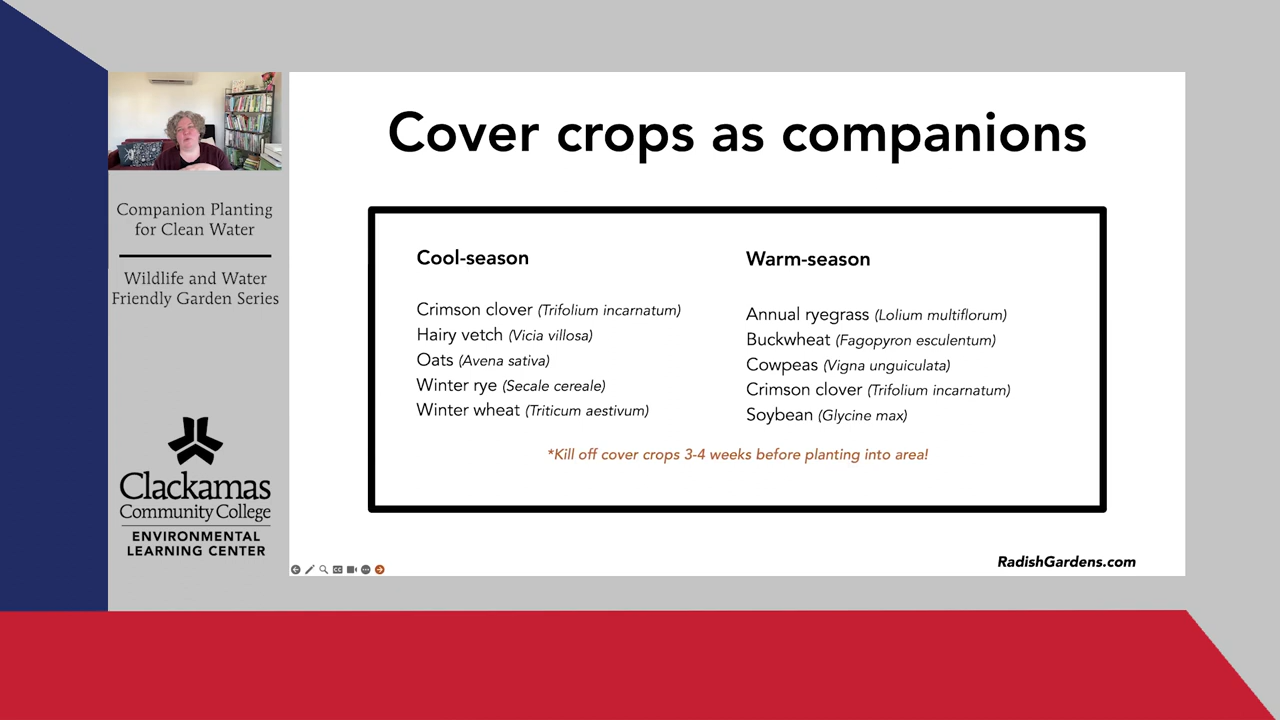 Cover crops as companions
Companion Planting
for Clean Water
Wildlife and Water
Friendly Garden Series
Clackamas
Community College
ENVIRONMENTAL
LEARNING CENTER
Cool-season
Crimson clover (Trifolium incarnatum)
Hairy vetch (Vicia villosa)
Oats (Avena sativa)
Winter rye (Secale cereale)
Winter wheat (Triticum aestivum)
Warm-season
Annual ryegrass (Lolium multiflorum)
Buckwheat (Fagopyron esculentum)
Cowpeas (Vigna unguiculata)
Crimson clover (Trifolium incarnatum)
Soybean (Glycine max)
*Kill off cover crops 3-4 weeks before planting into area!
RadishGardens.com